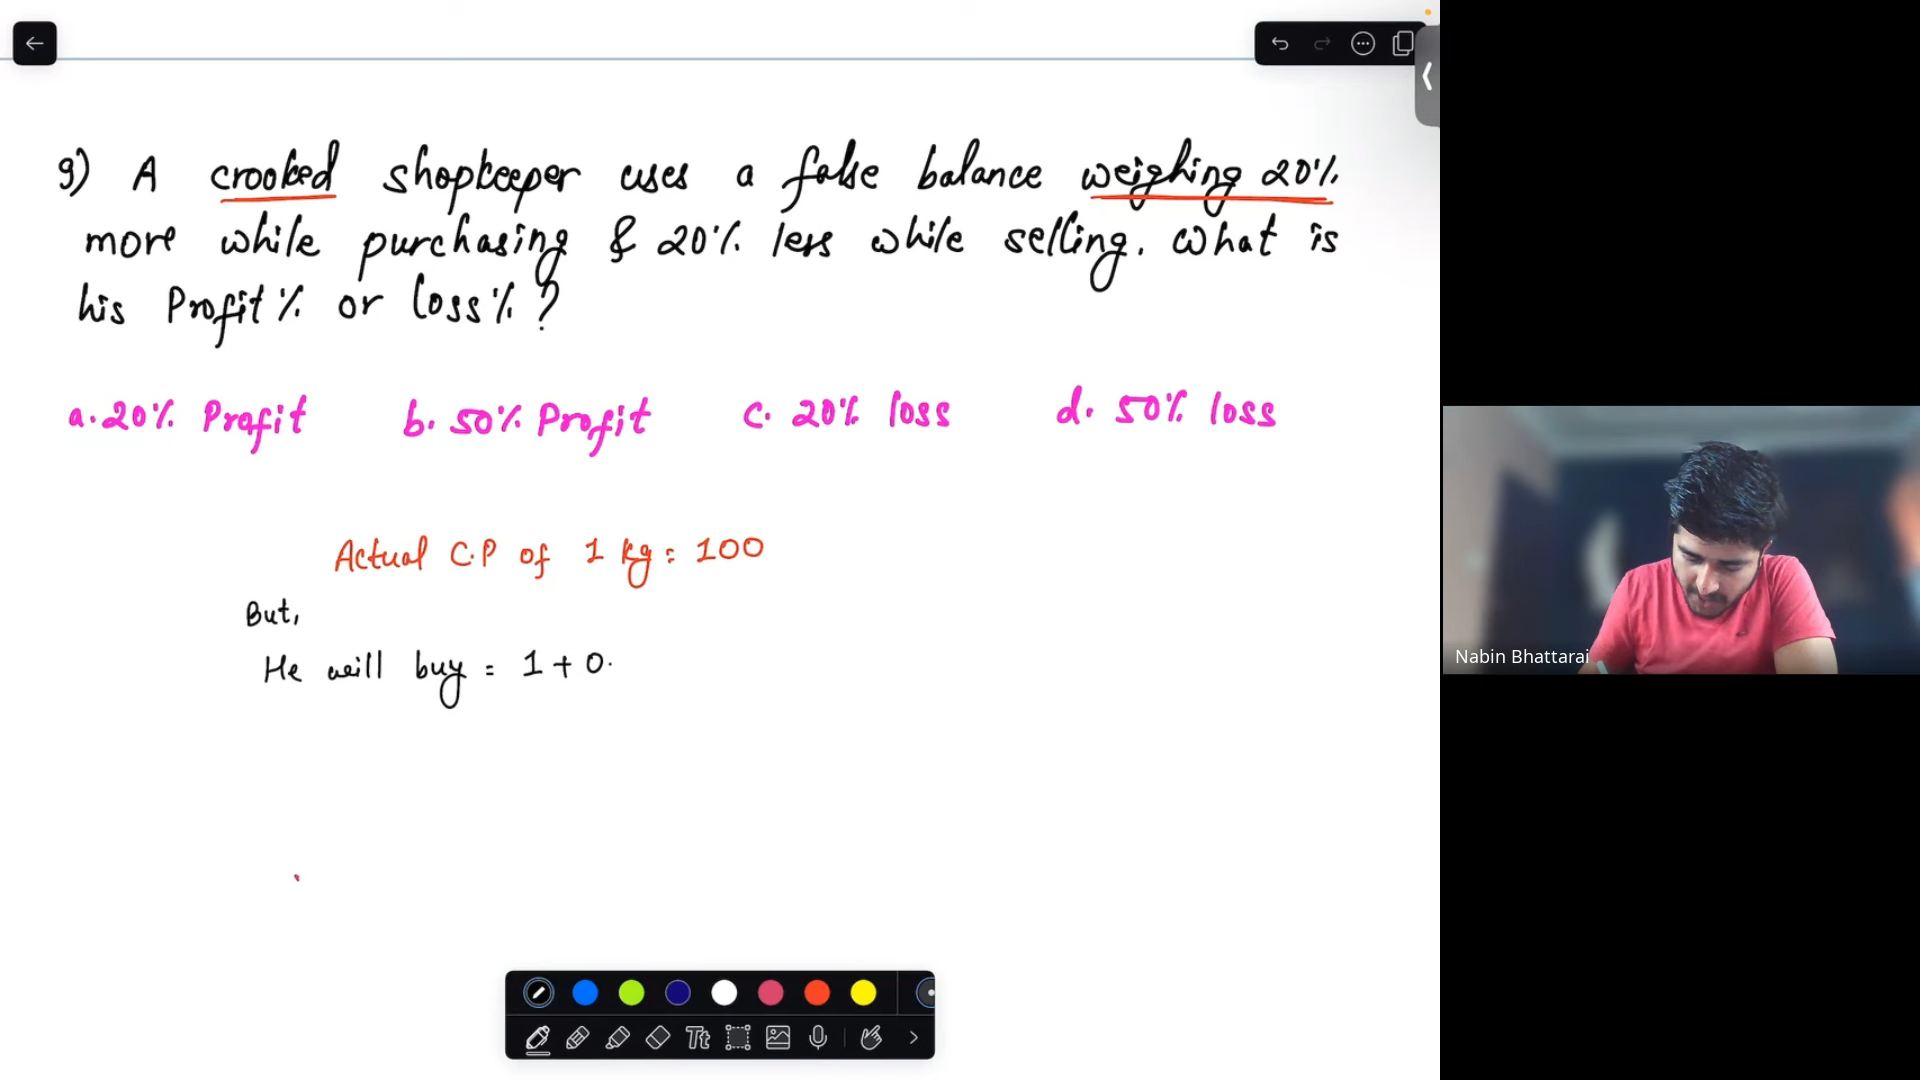 9) A crooked shopkeeper uses a false balance weighing 20%
more while purchasing & 20% less while selling. What is
his Profit% or loss%?
a. 20% Profit b. 50% Profit c. 20% loss d. 50% loss
Actual C.P of 1 kg = 100
But,
He will buy = 1 + 0.
Nabin Bhattarai
Tt